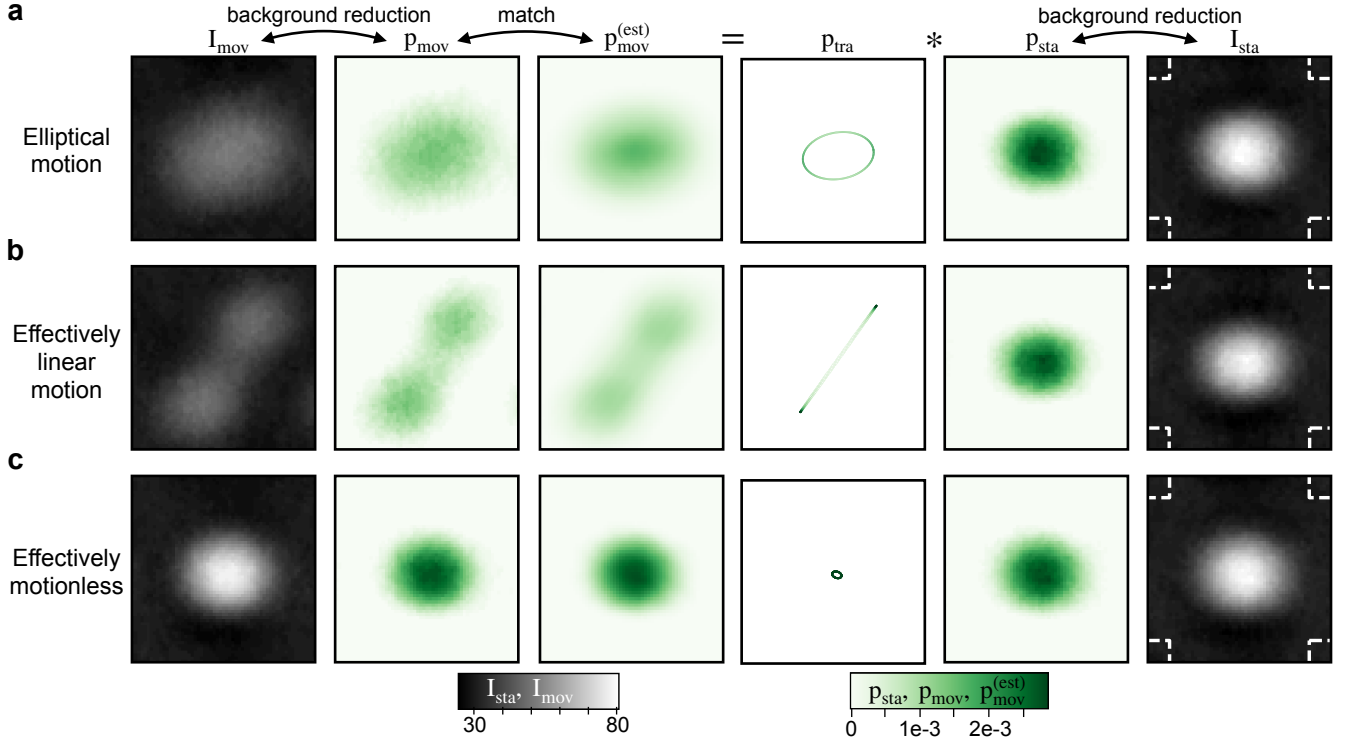 a
background reduction match background reduction
I_mov p_mov p_mov^(est) = p_tra * p_sta I_sta
Elliptical
motion
b
Effectively
linear
motion
c
Effectively
motionless
I_sta, I_mov
30 80
p_sta, p_mov, p_mov^(est)
0 1e-3 2e-3